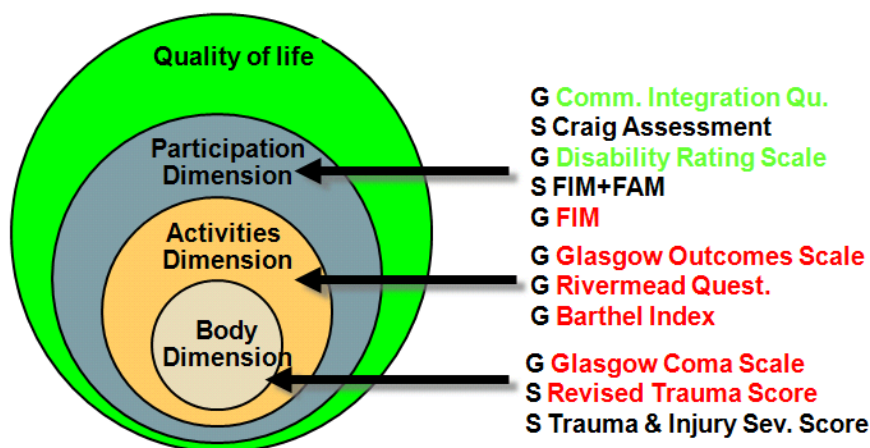 Quality of life
Participation
Dimension
Activities
Dimension
Body
Dimension
G Comm. Integration Qu.
S Craig Assessment
G Disability Rating Scale
S FIM+FAM
G FIM
G Glasgow Outcomes Scale
G Rivermead Quest.
G Barthel Index
G Glasgow Coma Scale
S Revised Trauma Score
S Trauma & Injury Sev. Score